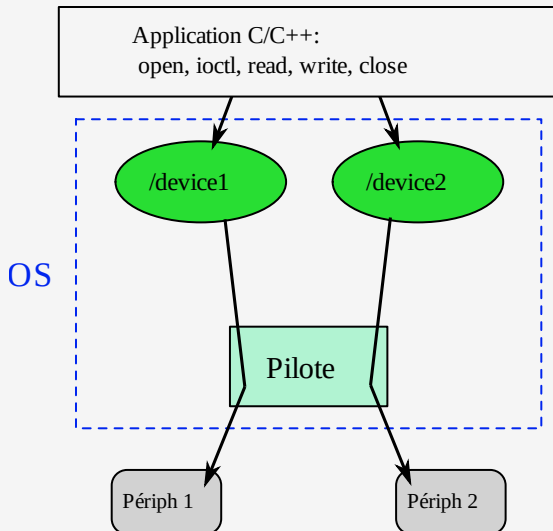 Application C/C++:
open, ioctl, read, write, close
/device1
/device2
OS
Pilote
Périph 1
Périph 2